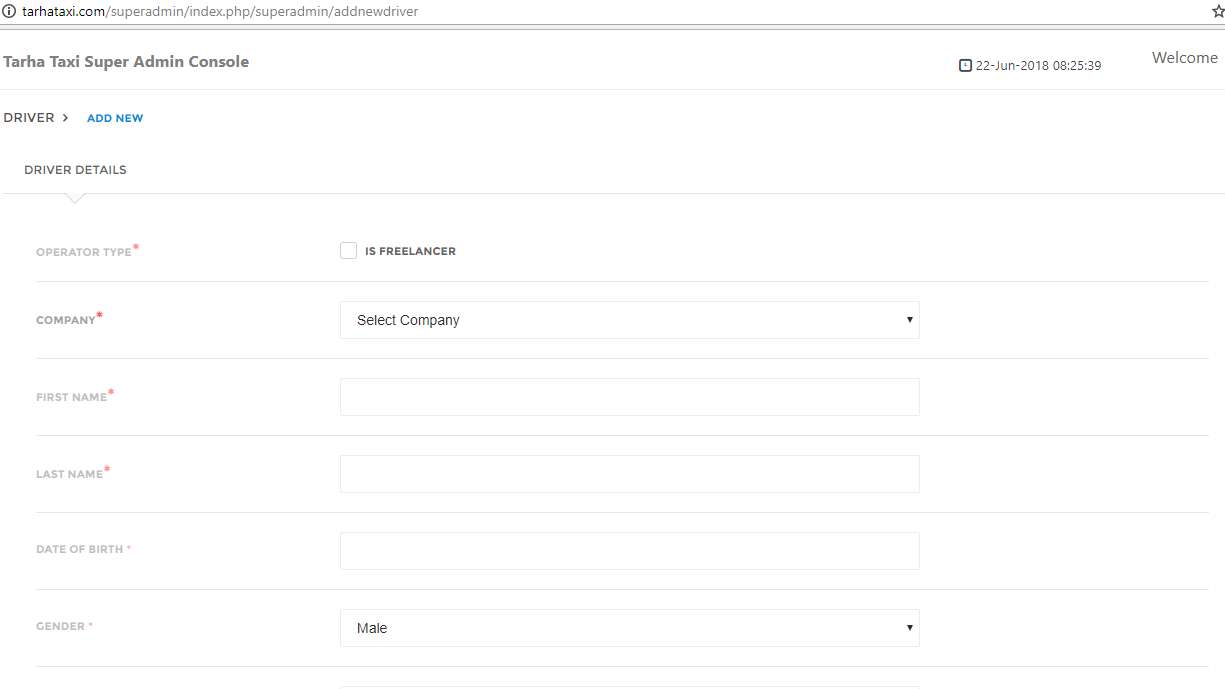 tarhataxi.com/superadmin/index.php/superadmin/addnewdriver
Tarha Taxi Super Admin Console
22-Jun-2018 08:25:39
Welcome
DRIVER > ADD NEW
DRIVER DETAILS
OPERATOR TYPE* IS FREELANCER
COMPANY* Select Company
FIRST NAME*
LAST NAME*
DATE OF BIRTH *
GENDER * Male